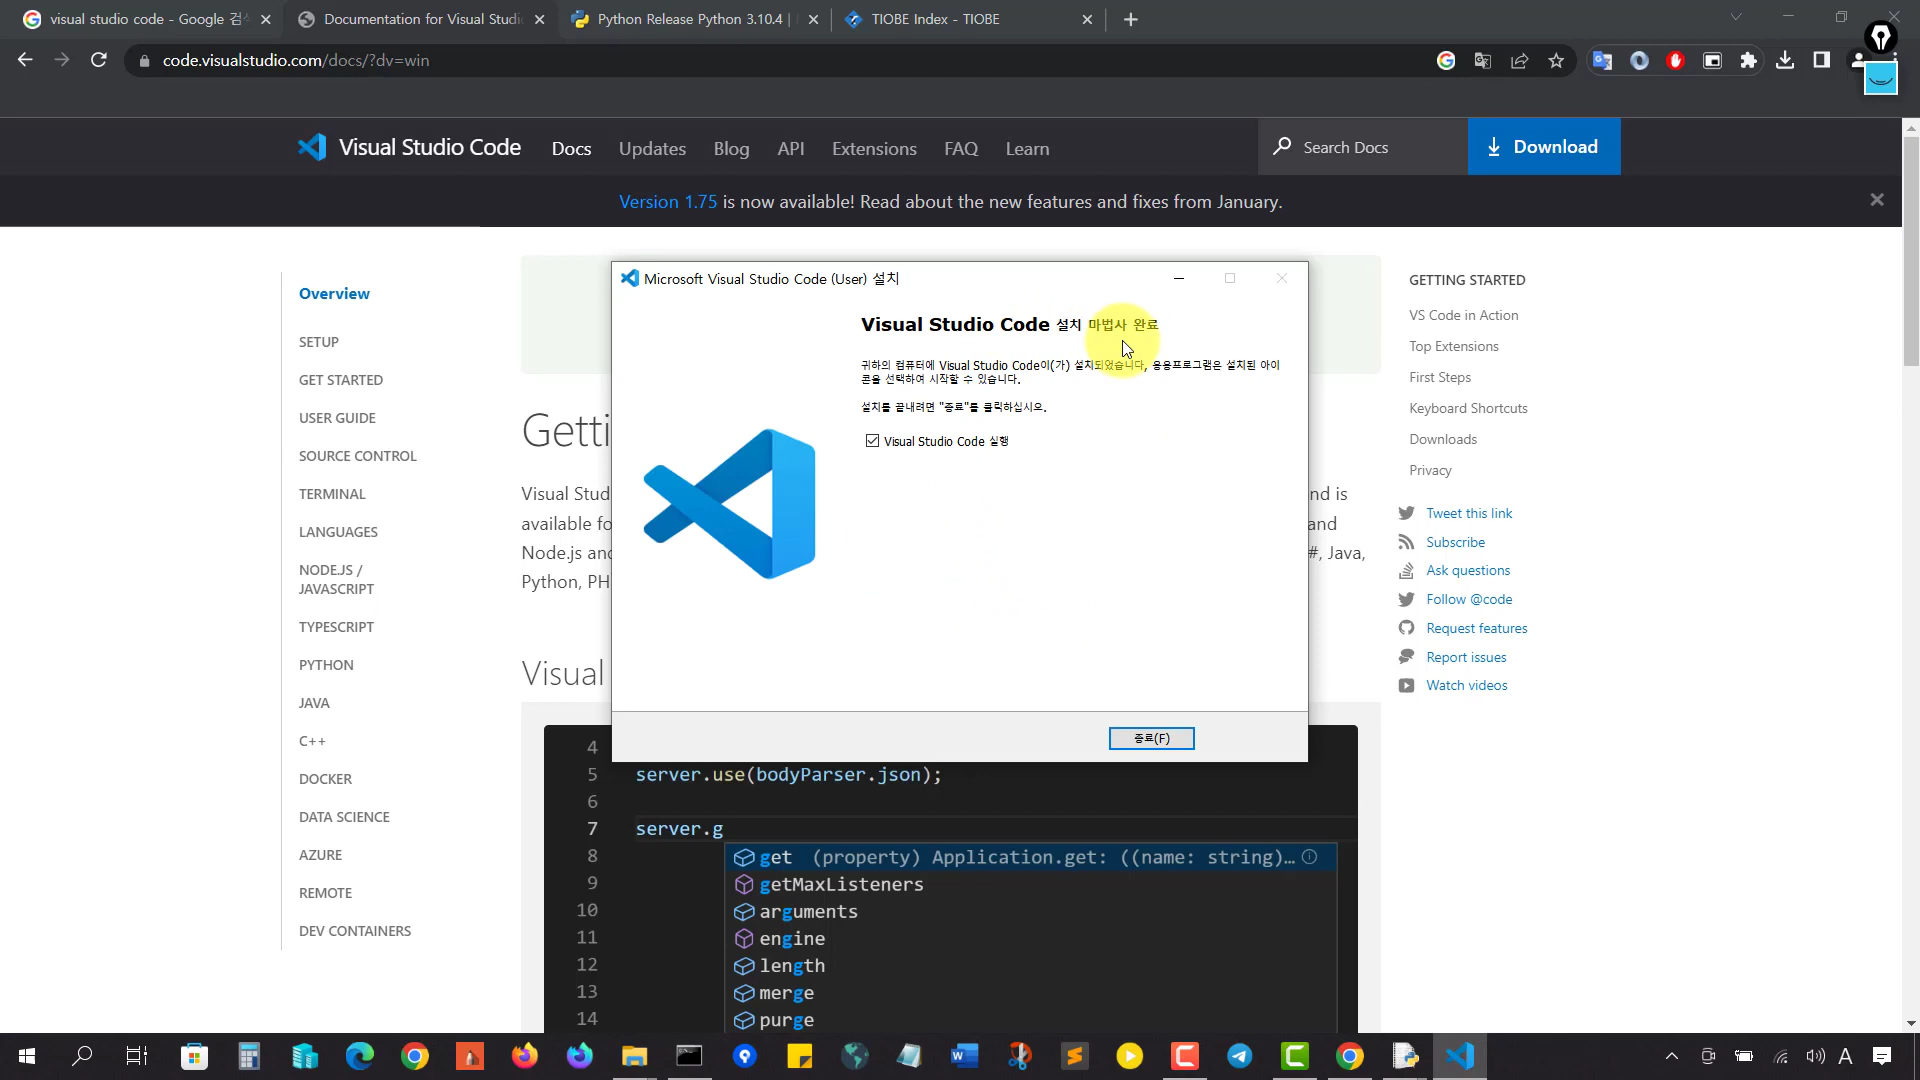 visual studio code - Google 검
Documentation for Visual Studi
Python Release Python 3.10.4 |
TIOBE Index - TIOBE
code.visualstudio.com/docs/?dv=win
Visual Studio Code
Docs
Updates
Blog
API
Extensions
FAQ
Learn
Search Docs
Download
Version 1.75 is now available! Read about the new features and fixes from January.
Overview
SETUP
GET STARTED
USER GUIDE
SOURCE CONTROL
TERMINAL
LANGUAGES
NODE.JS /
JAVASCRIPT
TYPESCRIPT
PYTHON
JAVA
C++
DOCKER
DATA SCIENCE
AZURE
REMOTE
DEV CONTAINERS
Getti
Visual Stud
nd is
available fo
and
Node.js and
#, Java,
Python, PH
Visual
Microsoft Visual Studio Code (User) 설치
Visual Studio Code 설치 마법사 완료
귀하의 컴퓨터에 Visual Studio Code이(가) 설치되었습니다, 응용프로그램은 설치된 아이
콘을 선택하여 시작할 수 있습니다.
설치를 끝내려면 "종료"를 클릭하십시오.
Visual Studio Code 실행
종료(F)
4
5 server.use(bodyParser.json);
6
7 server.g
8 get (property) Application.get: ((name: string)...
9 getMaxListeners
10 arguments
11 engine
12 length
13 merge
14 purge
GETTING STARTED
VS Code in Action
Top Extensions
First Steps
Keyboard Shortcuts
Downloads
Privacy
Tweet this link
Subscribe
Ask questions
Follow @code
Request features
Report issues
Watch videos
A